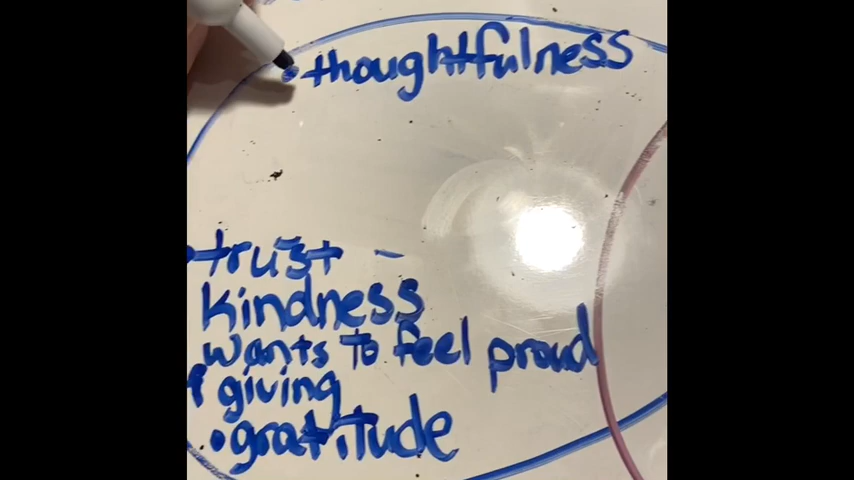 • thoughtfulness
• trust -
kindness
wants to feel proud
• giving
• gratitude